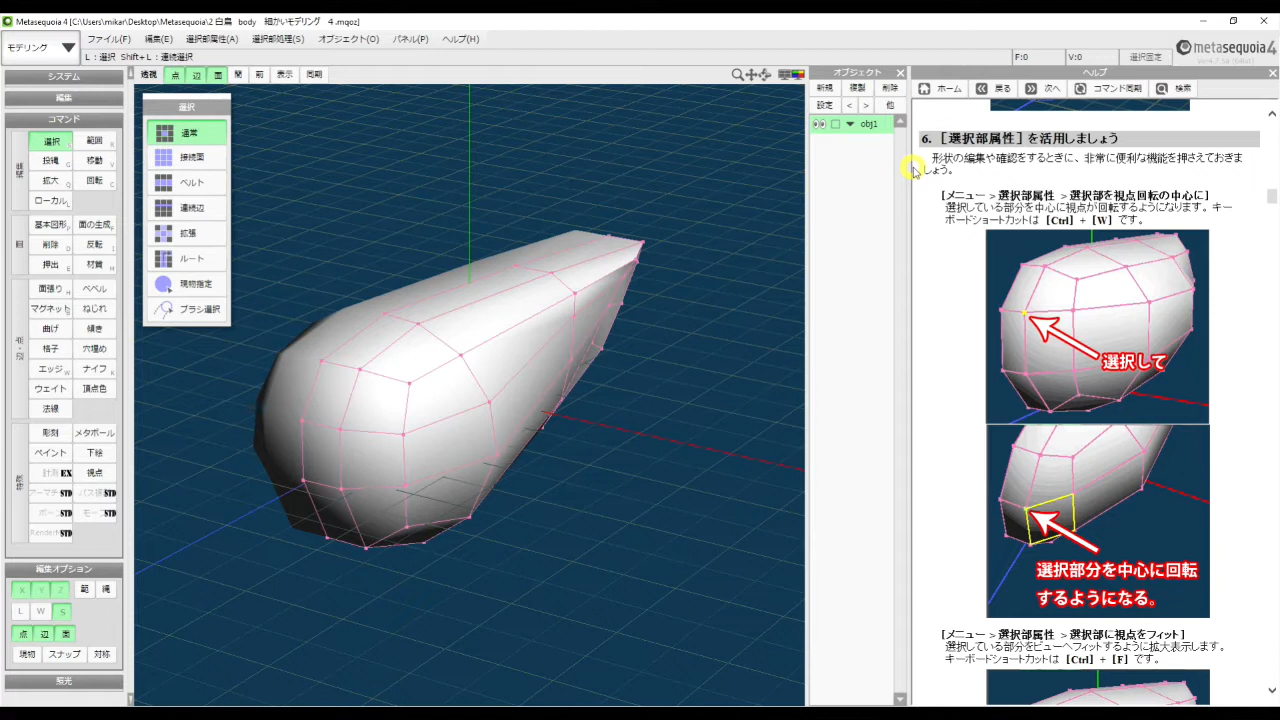 Metasequoia 4 [C:\Users\mikar\Desktop\Metasequoia\2 白鳥 body 細かいモデリング 4 .mqoz]
モデリング
ファイル(F) 編集(E) 選択部属性(A) 選択部処理(S) オブジェクト(O) パネル(P) ヘルプ(H)
L：選択 Shift+L：連続選択
F:0
V:0
選択固定
metasequoia4
システム
編集
コマンド
選択 範囲
投縄 移動
拡大 回転
ローカル
基本図形 面の生成
削除 反転
押出 材質
面
面張り ベベル
マグネット ねじれ
曲げ 傾き
格子 穴埋め
エッジ ナイフ
ウェイト 頂点色
法線
彫刻 メタボール
ペイント 下絵
計測 EX 視点
STD STD
STD STD
STD
特殊
編集オプション
X Y Z 範 縄
L W S
点 辺 面
現物 スナップ 対称
照光
透視 点 辺 面 簡 前 表示 同期
選択
通常
接続面
ベルト
連続辺
拡張
ルート
現物指定
ブラシ選択
オブジェクト
新規 複製 削除
設定 < > 他
obj1
ヘルプ
ホーム 戻る 次へ コマンド同期 検索
6. [選択部属性] を活用しましょう
形状の編集や確認をするときに、非常に便利な機能を押さえておきま
しょう。
[メニュー > 選択部属性 > 選択部を視点回転の中心に]
選択している部分を中心に視点が回転するようになります。キー
ボードショートカットは [Ctrl] + [W] です。
選択して
選択部分を中心に回転
するようになる。
[メニュー > 選択部属性 > 選択部に視点をフィット]
選択している部分をビューへフィットするように拡大表示します。
キーボードショートカットは [Ctrl] + [F] です。